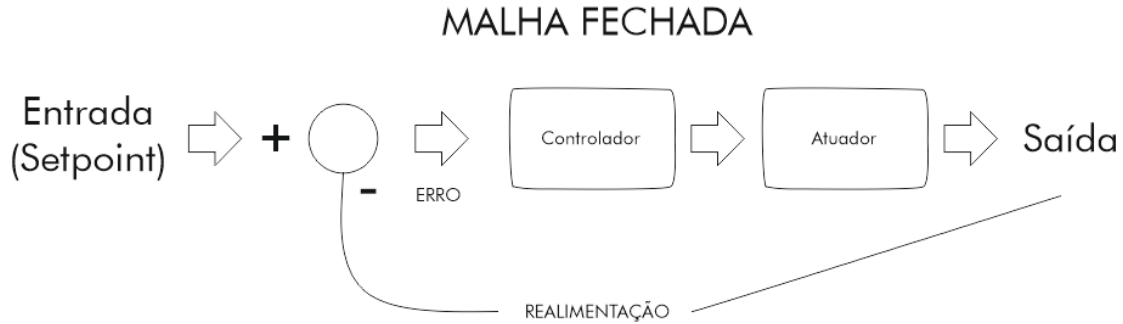 MALHA FECHADA
Entrada
(Setpoint)
+
-
ERRO
Controlador
Atuador
Saída
REALIMENTAÇÃO